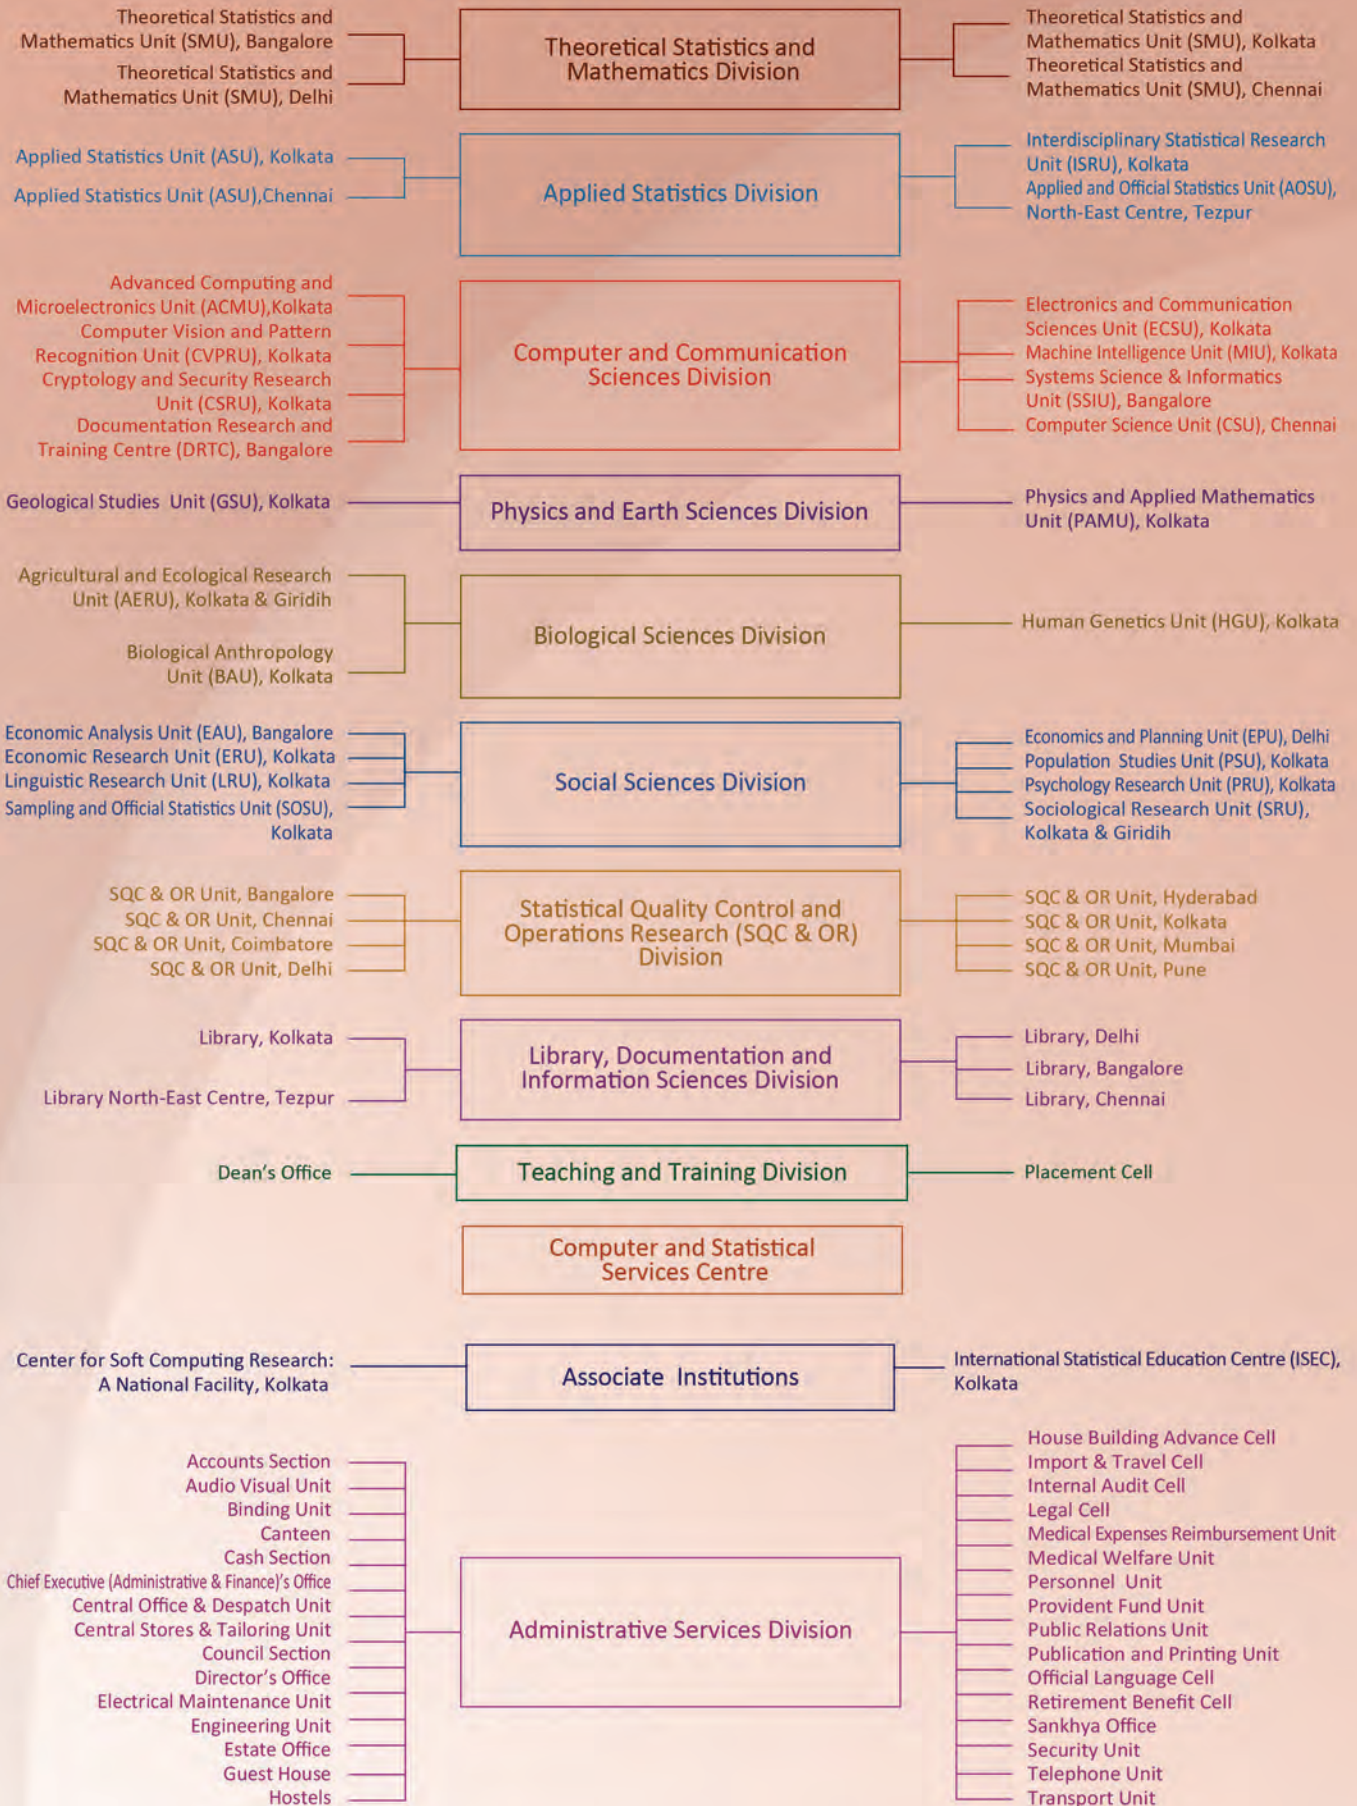 Theoretical Statistics and
Mathematics Unit (SMU), Bangalore
Theoretical Statistics and
Mathematics Unit (SMU), Delhi
Theoretical Statistics and
Mathematics Division
Theoretical Statistics and
Mathematics Unit (SMU), Kolkata
Theoretical Statistics and
Mathematics Unit (SMU), Chennai
Applied Statistics Unit (ASU), Kolkata
Applied Statistics Unit (ASU),Chennai
Applied Statistics Division
Interdisciplinary Statistical Research
Unit (ISRU), Kolkata
Applied and Official Statistics Unit (AOSU),
North-East Centre, Tezpur
Advanced Computing and
Microelectronics Unit (ACMU),Kolkata
Computer Vision and Pattern
Recognition Unit (CVPRU), Kolkata
Cryptology and Security Research
Unit (CSRU), Kolkata
Documentation Research and
Training Centre (DRTC), Bangalore
Computer and Communication
Sciences Division
Electronics and Communication
Sciences Unit (ECSU), Kolkata
Machine Intelligence Unit (MIU), Kolkata
Systems Science & Informatics
Unit (SSIU), Bangalore
Computer Science Unit (CSU), Chennai
Geological Studies Unit (GSU), Kolkata
Physics and Earth Sciences Division
Physics and Applied Mathematics
Unit (PAMU), Kolkata
Agricultural and Ecological Research
Unit (AERU), Kolkata & Giridih
Biological Anthropology
Unit (BAU), Kolkata
Biological Sciences Division
Human Genetics Unit (HGU), Kolkata
Economic Analysis Unit (EAU), Bangalore
Economic Research Unit (ERU), Kolkata
Linguistic Research Unit (LRU), Kolkata
Sampling and Official Statistics Unit (SOSU),
Kolkata
Social Sciences Division
Economics and Planning Unit (EPU), Delhi
Population Studies Unit (PSU), Kolkata
Psychology Research Unit (PRU), Kolkata
Sociological Research Unit (SRU),
Kolkata & Giridih
SQC & OR Unit, Bangalore
SQC & OR Unit, Chennai
SQC & OR Unit, Coimbatore
SQC & OR Unit, Delhi
Statistical Quality Control and
Operations Research (SQC & OR)
Division
SQC & OR Unit, Hyderabad
SQC & OR Unit, Kolkata
SQC & OR Unit, Mumbai
SQC & OR Unit, Pune
Library, Kolkata
Library North-East Centre, Tezpur
Library, Documentation and
Information Sciences Division
Library, Delhi
Library, Bangalore
Library, Chennai
Dean's Office
Teaching and Training Division
Placement Cell
Computer and Statistical
Services Centre
Center for Soft Computing Research:
A National Facility, Kolkata
Associate Institutions
International Statistical Education Centre (ISEC),
Kolkata
Accounts Section
Audio Visual Unit
Binding Unit
Canteen
Cash Section
Chief Executive (Administrative & Finance)'s Office
Central Office & Despatch Unit
Central Stores & Tailoring Unit
Council Section
Director's Office
Electrical Maintenance Unit
Engineering Unit
Estate Office
Guest House
Hostels
Administrative Services Division
House Building Advance Cell
Import & Travel Cell
Internal Audit Cell
Legal Cell
Medical Expenses Reimbursement Unit
Medical Welfare Unit
Personnel Unit
Provident Fund Unit
Public Relations Unit
Publication and Printing Unit
Official Language Cell
Retirement Benefit Cell
Sankhya Office
Security Unit
Telephone Unit
Transport Unit